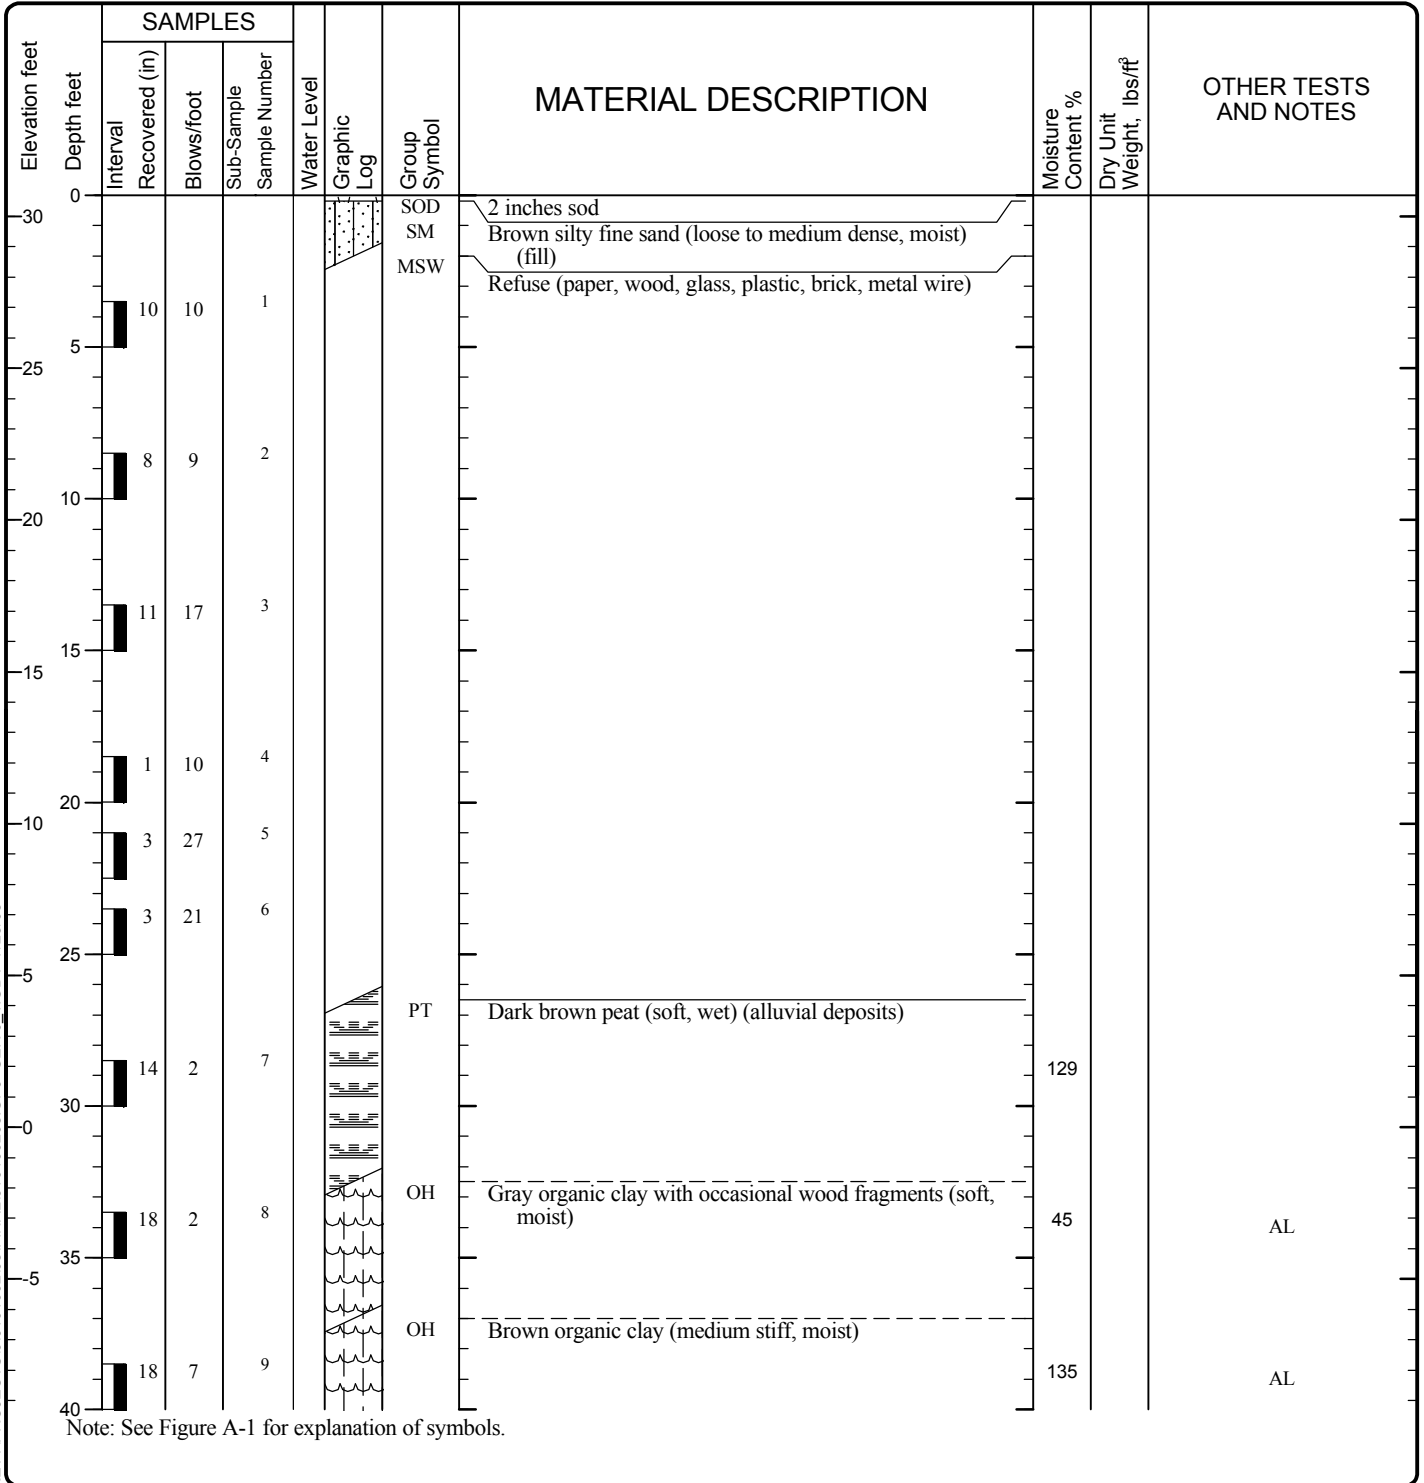 SAMPLES
Elevation feet
Depth feet
Interval
Recovered (in)
Blows/foot
Sub-Sample
Sample Number
Water Level
Graphic
Log
Group
Symbol
MATERIAL DESCRIPTION
Moisture
Content %
Dry Unit
Weight, lbs/ft³
OTHER TESTS
AND NOTES
0
30
SOD
2 inches sod
SM
Brown silty fine sand (loose to medium dense, moist)
(fill)
MSW
Refuse (paper, wood, glass, plastic, brick, metal wire)
10 10 1
5
25
8 9 2
10
20
11 17 3
15
15
1 10 4
20
10
3 27 5
3 21 6
25
5
PT Dark brown peat (soft, wet) (alluvial deposits)
14 2 7 129
30
0
OH Gray organic clay with occasional wood fragments (soft,
moist)
18 2 8 45 AL
35
-5
OH Brown organic clay (medium stiff, moist)
18 7 9 135 AL
40
Note: See Figure A-1 for explanation of symbols.